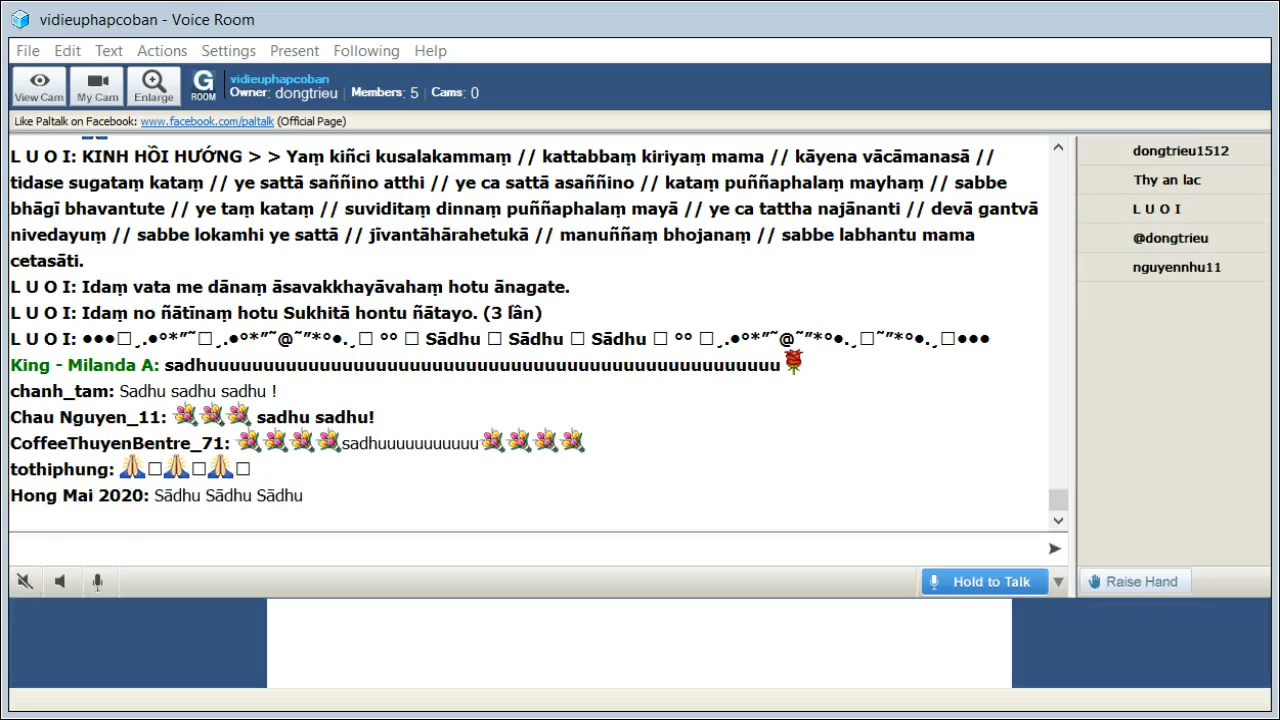 vidieuphapcoban - Voice Room
File Edit Text Actions Settings Present Following Help
View Cam My Cam Enlarge G ROOM vidieuphapcoban
Owner: dongtrieu | Members: 5 | Cams: 0
Like Paltalk on Facebook: www.facebook.com/paltalk (Official Page)
L U O I: KINH HỒI HƯỚNG > > Yaṃ kiñci kusalakammaṃ // kattabbaṃ kiriyaṃ mama // kāyena vācāmanasā //
tidase sugataṃ kataṃ // ye sattā saññino atthi // ye ca sattā asaññino // kataṃ puññaphalaṃ mayhaṃ // sabbe
bhāgī bhavantute // ye taṃ kataṃ // suviditaṃ dinnaṃ puññaphalaṃ mayā // ye ca tattha najānanti // devā gantvā
nivedayuṃ // sabbe lokamhi ye sattā // jīvantāhārahetukā // manuññaṃ bhojanaṃ // sabbe labhantu mama
cetasāti.
L U O I: Idaṃ vata me dānaṃ āsavakkhayāvahaṃ hotu ānagate.
L U O I: Idaṃ no ñātīnaṃ hotu Sukhitā hontu ñātayo. (3 lần)
L U O I: ●●●□¸.●°*”˜□¸.●°*”˜@˜”*°●.¸□ °° □ Sādhu □ Sādhu □ Sādhu □ °° □¸.●°*”˜@˜”*°●.¸□˜”*°●.¸□●●●
King - Milanda A: sadhuuuuuuuuuuuuuuuuuuuuuuuuuuuuuuuuuuuuuuuuuuuuuuuuuuu
chanh_tam: Sadhu sadhu sadhu !
Chau Nguyen_11: sadhu sadhu!
CoffeeThuyenBentre_71: sadhuuuuuuuuuuu
tothiphung: □□□
Hong Mai 2020: Sādhu Sādhu Sādhu
dongtrieu1512
Thy an lac
L U O I
@dongtrieu
nguyennhu11
Hold to Talk
Raise Hand